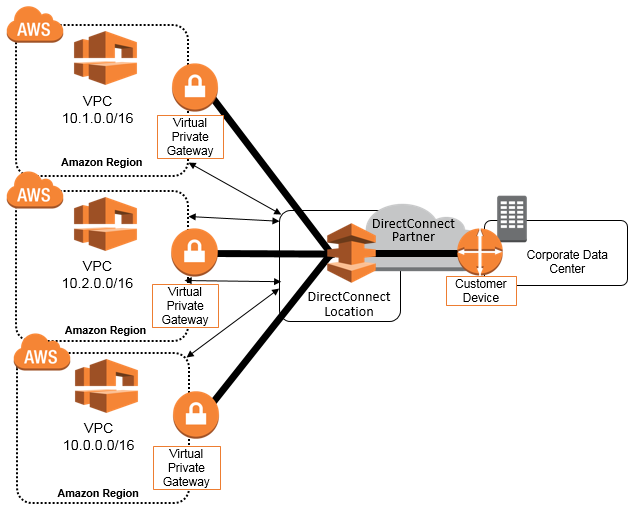 AWS
VPC
10.1.0.0/16
Virtual
Private
Gateway
Amazon Region
AWS
VPC
10.2.0.0/16
Virtual
Private
Gateway
Amazon Region
AWS
VPC
10.0.0.0/16
Virtual
Private
Gateway
Amazon Region
DirectConnect
Location
DirectConnect
Partner
Customer
Device
Corporate Data
Center